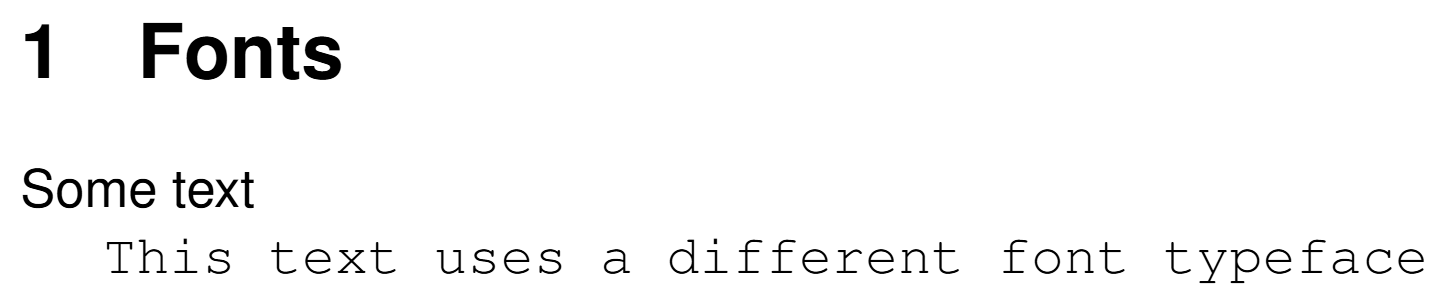 1 Fonts
Some text
This text uses a different font typeface